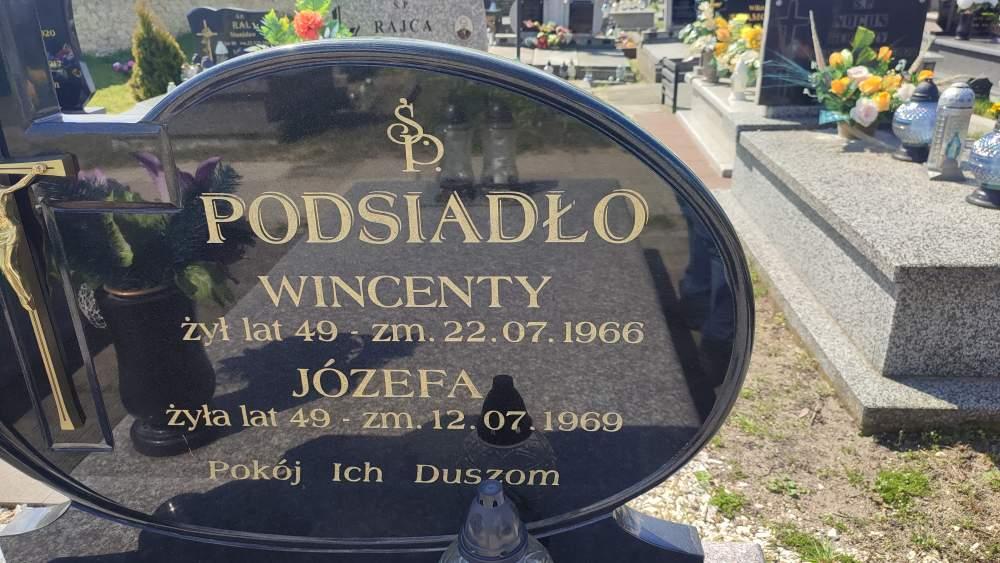 Ś.P.
RAJCA
Ś.P.
PODSIADŁO
WINCENTY
żył lat 49 - zm. 22.07.1966
JÓZEFA
żyła lat 49 - zm. 12.07.1969
Pokój Ich Duszom